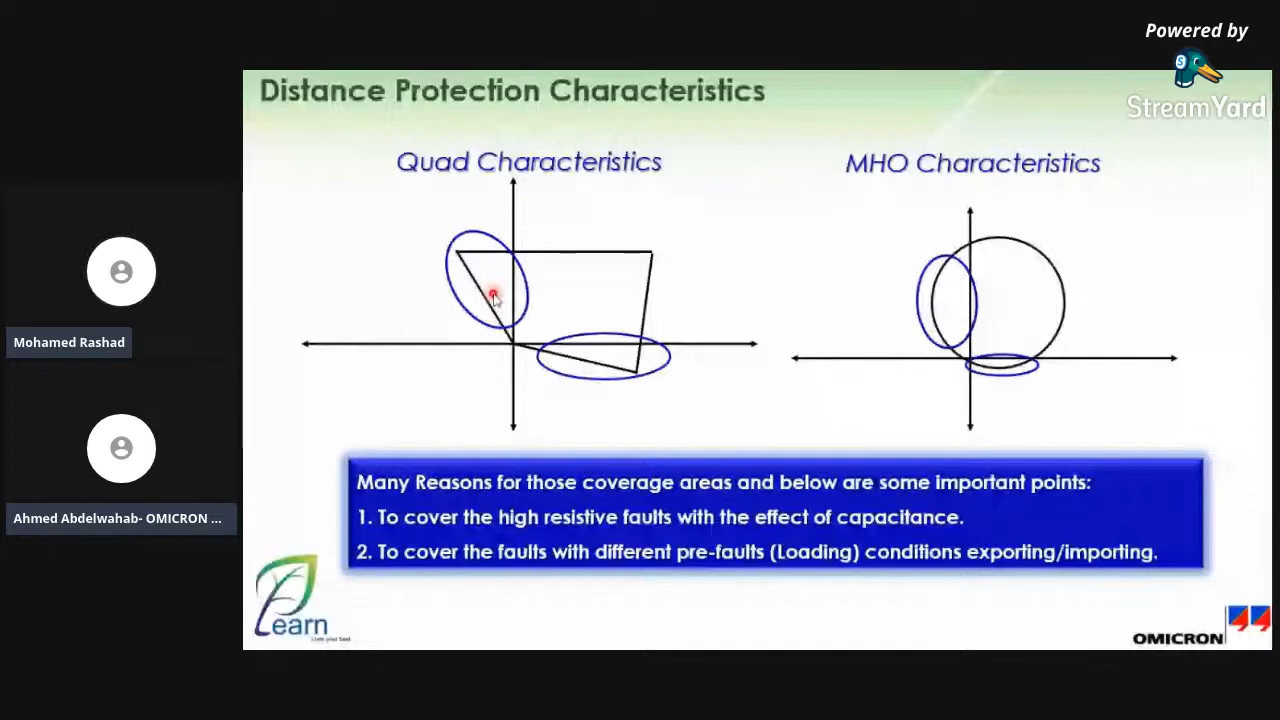 Powered by
StreamYard
Distance Protection Characteristics
Quad Characteristics
MHO Characteristics
Mohamed Rashad
Ahmed Abdelwahab- OMICRON ...
Many Reasons for those coverage areas and below are some important points:
1. To cover the high resistive faults with the effect of capacitance.
2. To cover the faults with different pre-faults (Loading) conditions exporting/importing.
Learn
OMICRON